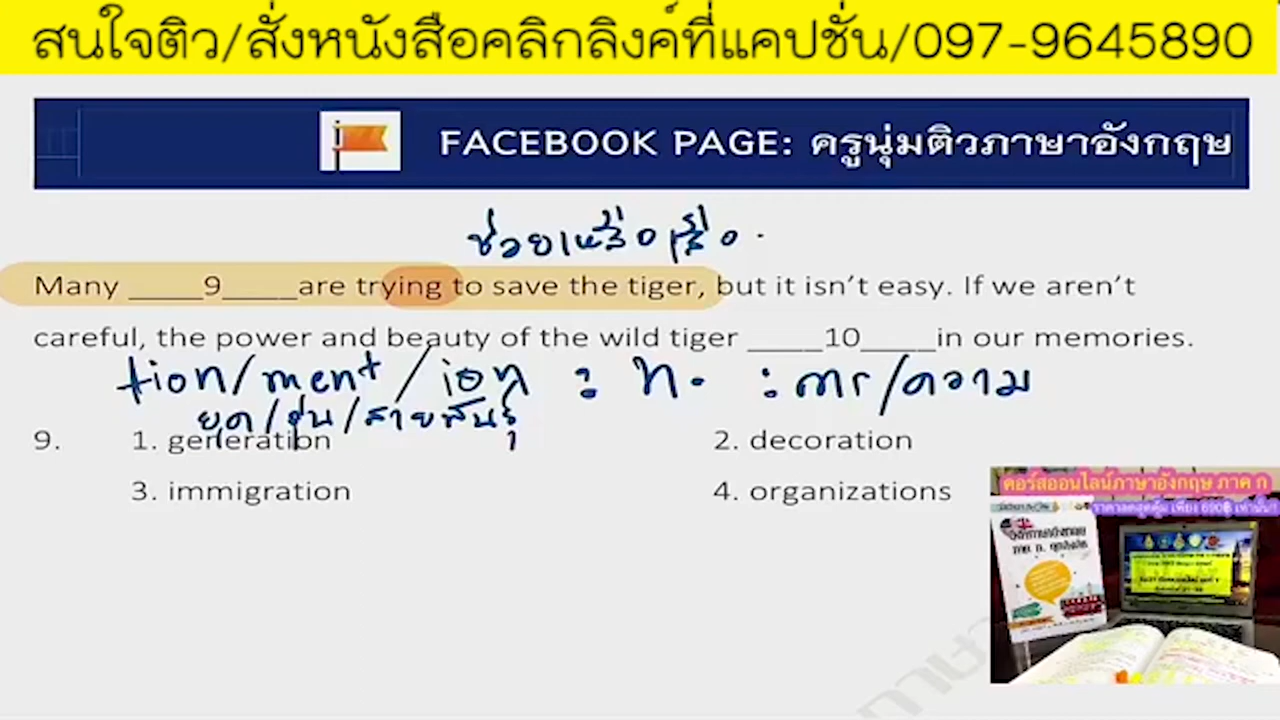 สนใจติว/สั่งหนังสือคลิกลิงค์ที่แคปชั่น/097-9645890
FACEBOOK PAGE: ครูนุ่มติวภาษาอังกฤษ
ช่วยเหลือเสือ
Many _____9_____are trying to save the tiger, but it isn’t easy. If we aren’t
careful, the power and beauty of the wild tiger _____10_____in our memories.
tion/ment/ion : n. : การ/ความ
ยุค/รุ่น/สายพันธุ์
9. 1. generation 2. decoration
3. immigration 4. organizations
คอร์สออนไลน์ภาษาอังกฤษ ภาค ก